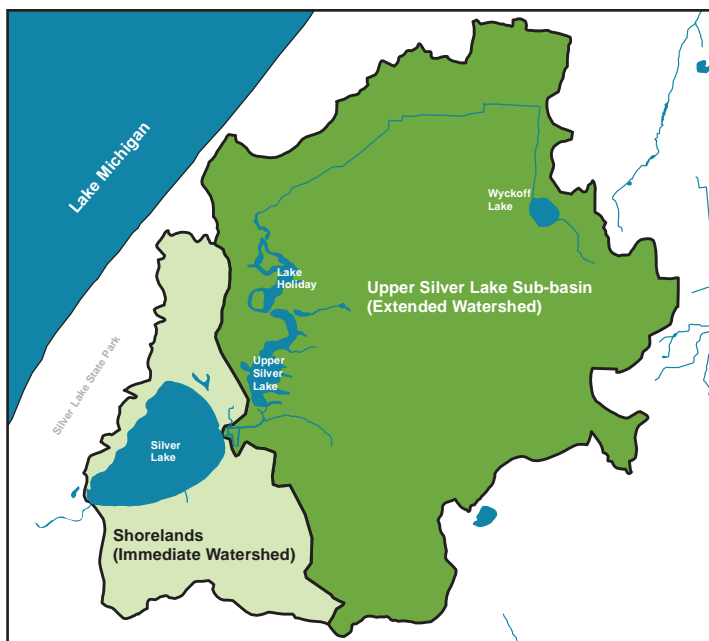 Lake Michigan
Wyckoff
Lake
Lake
Holiday
Upper Silver Lake Sub-basin
(Extended Watershed)
Silver Lake State Park
Upper
Silver
Lake
Silver
Lake
Shorelands
(Immediate Watershed)